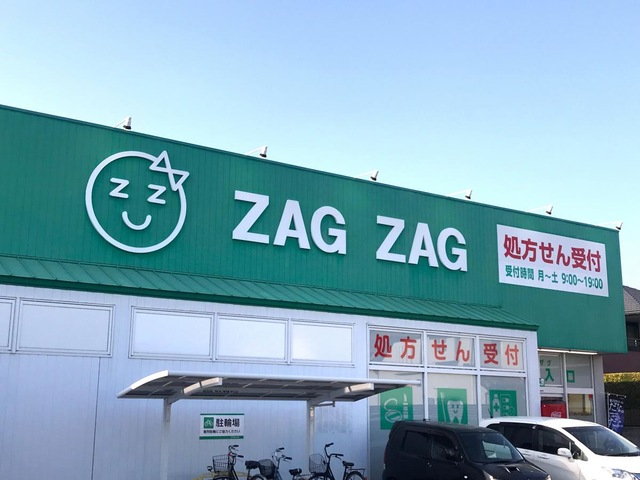 ZAG ZAG
処方せん受付
受付時間 月～土 9:00～19:00
処方せん受付
入口
駐輪場